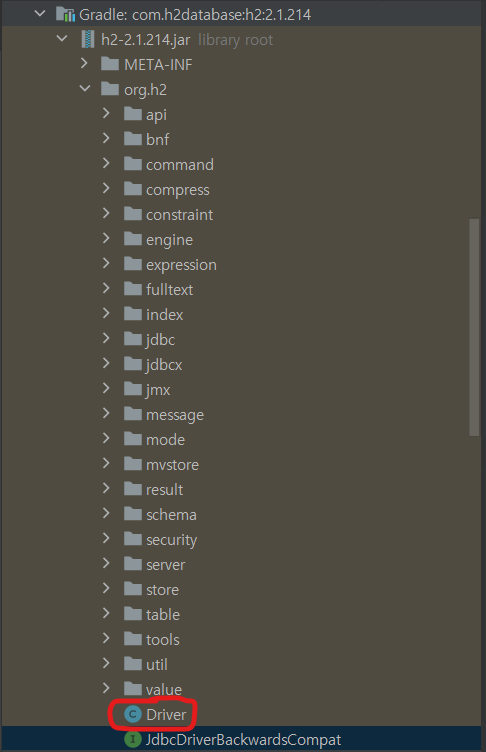 Gradle: com.h2database:h2:2.1.214
h2-2.1.214.jar library root
META-INF
org.h2
api
bnf
command
compress
constraint
engine
expression
fulltext
index
jdbc
jdbcx
jmx
message
mode
mvstore
result
schema
security
server
store
table
tools
util
value
C Driver
I JdbcDriverBackwardsCompat